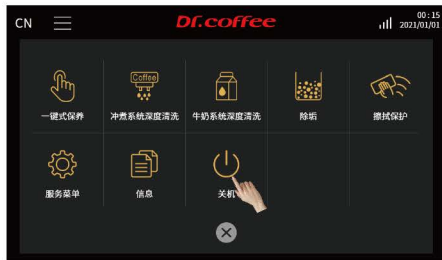 CN
Dr.coffee
00:15
2021/01/01
Coffee
一键式保养
冲煮系统深度清洗
牛奶系统深度清洗
除垢
擦拭保护
服务菜单
信息
关机